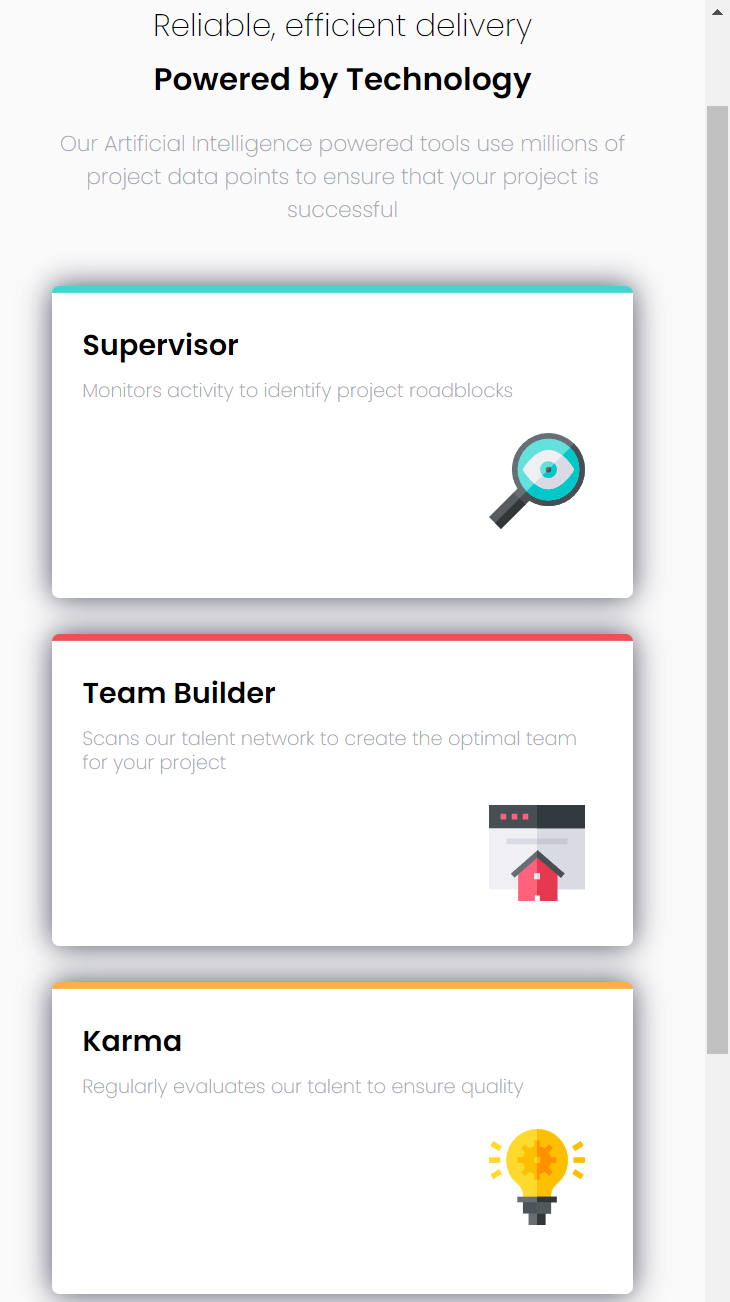 Reliable, efficient delivery
Powered by Technology
Our Artificial Intelligence powered tools use millions of
project data points to ensure that your project is
successful
Supervisor
Monitors activity to identify project roadblocks
Team Builder
Scans our talent network to create the optimal team
for your project
Karma
Regularly evaluates our talent to ensure quality